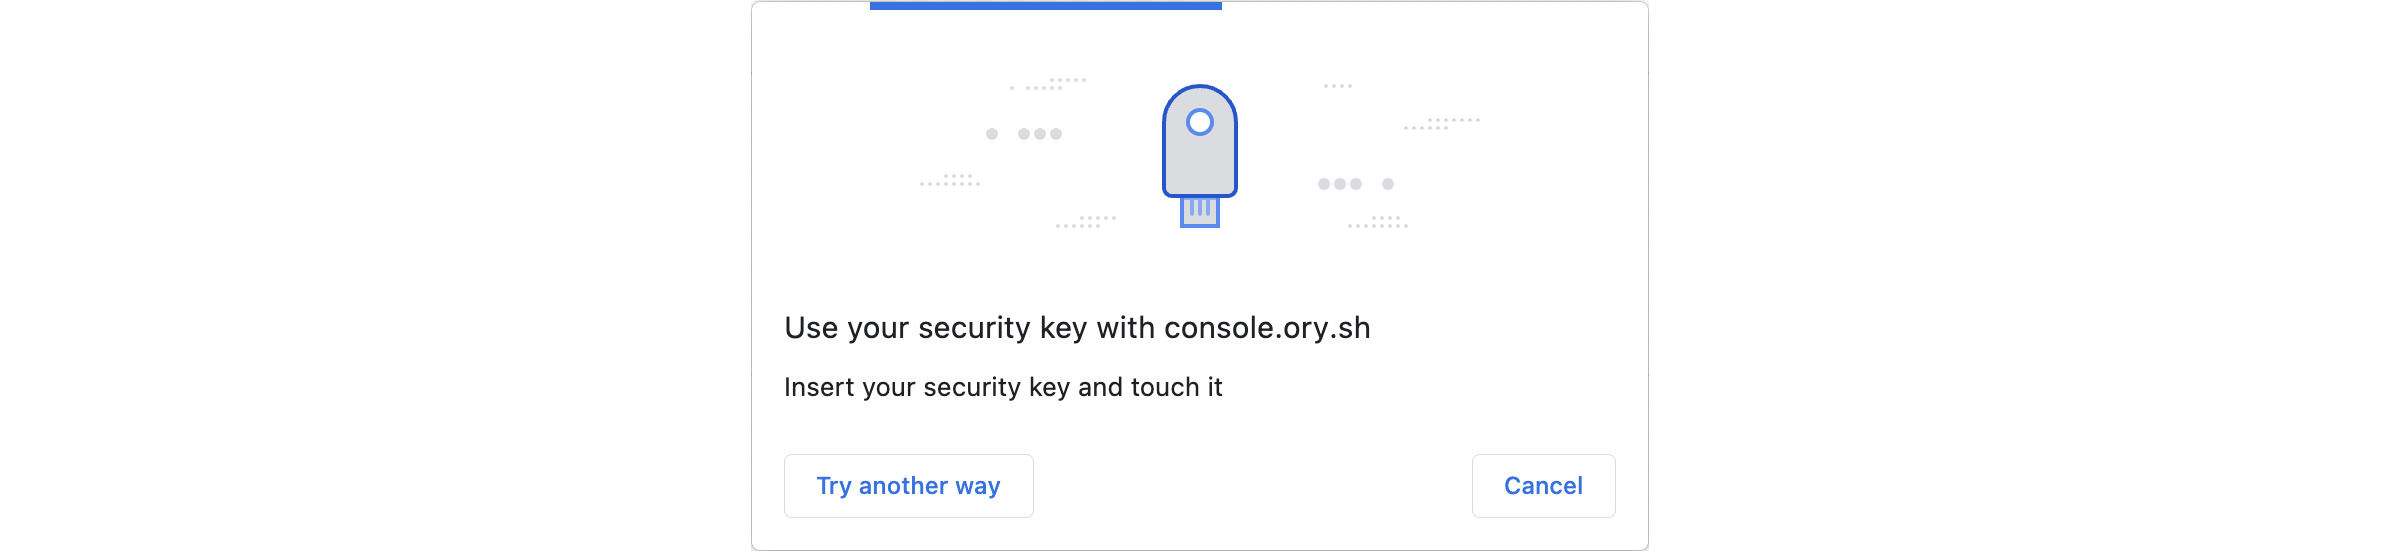 Use your security key with console.ory.sh
Insert your security key and touch it
Try another way
Cancel